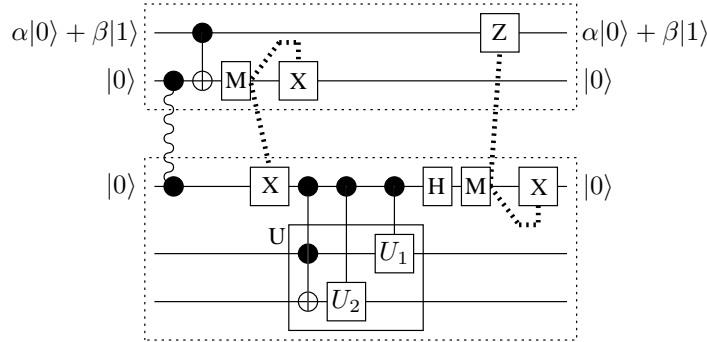 α|0⟩ + β|1⟩ Z α|0⟩ + β|1⟩
|0⟩ M X |0⟩
|0⟩ X H M X |0⟩
U
U₁
U₂